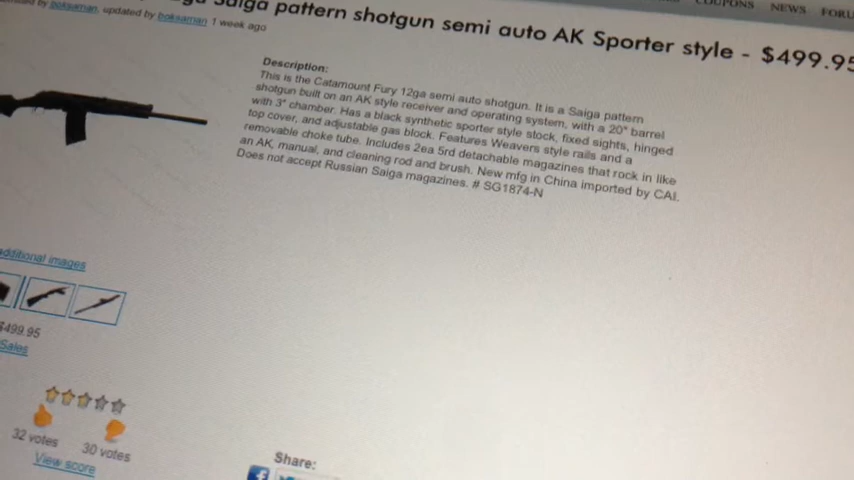 COUPONS NEWS FORU
by boksaman, updated by boksaman 1 week ago
Saiga pattern shotgun semi auto AK Sporter style - $499.95
Description:
This is the Catamount Fury 12ga semi auto shotgun. It is a Saiga pattern
shotgun built on an AK style receiver and operating system, with a 20" barrel
with 3" chamber. Has a black synthetic sporter style stock, fixed sights, hinged
top cover, and adjustable gas block. Features Weavers style rails and a
removable choke tube. Includes 2ea 5rd detachable magazines that rock in like
an AK, manual, and cleaning rod and brush. New mfg in China imported by CAI.
Does not accept Russian Saiga magazines. # SG1874-N
additional images
$499.95
Sales
32 votes
30 votes
View score
Share: